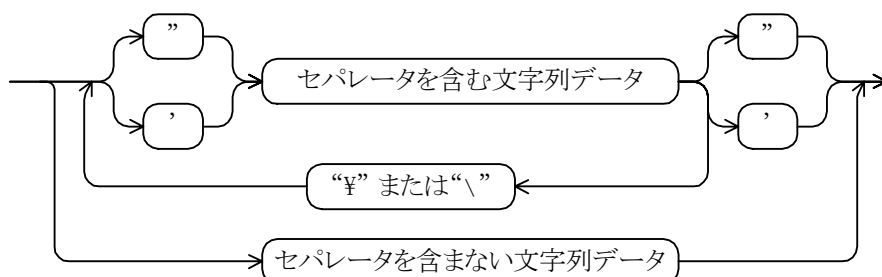 ” ”
セパレータを含む文字列データ
’ ’
“¥” または“\”
セパレータを含まない文字列データ